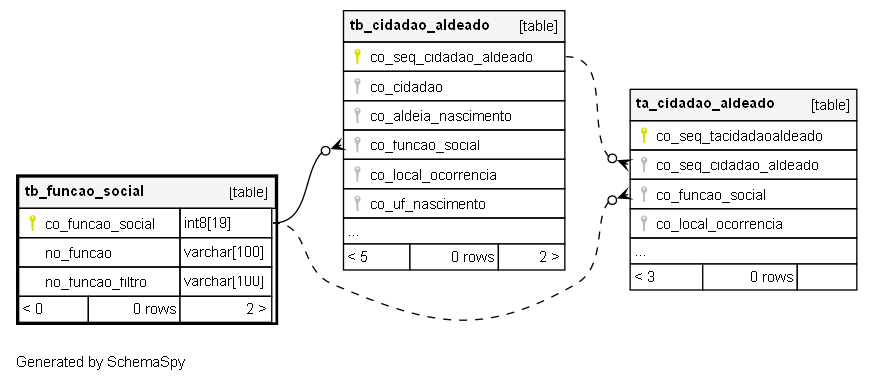 tb_cidadao_aldeado [table]
co_seq_cidadao_aldeado
co_cidadao
co_aldeia_nascimento
co_funcao_social
co_local_ocorrencia
co_uf_nascimento
...
< 5 0 rows 2 >
ta_cidadao_aldeado [table]
co_seq_tacidadaoaldeado
co_seq_cidadao_aldeado
co_funcao_social
co_local_ocorrencia
...
< 3 0 rows
tb_funcao_social [table]
co_funcao_social int8[19]
no_funcao varchar[100]
no_funcao_filtro varchar[100]
< 0 0 rows 2 >
Generated by SchemaSpy